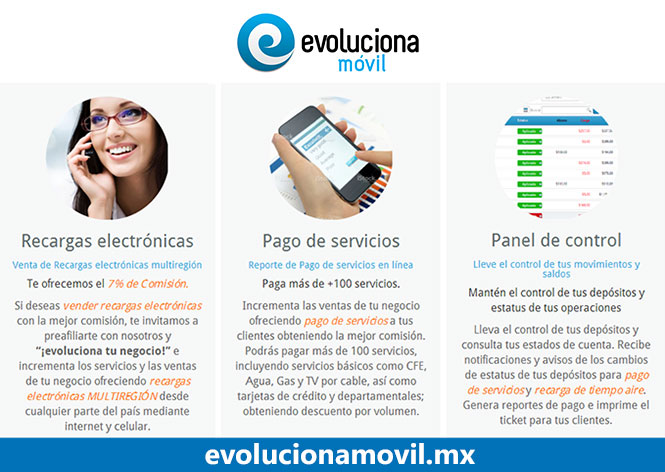 evoluciona
móvil
Recargas electrónicas
Venta de Recargas electrónicas multiregión
Te ofrecemos el 7% de Comisión.
Si deseas vender recargas electrónicas
con la mejor comisión, te invitamos a
preafiliarte con nosotros y
“¡evoluciona tu negocio!” e
incrementa los servicios y las ventas
de tu negocio ofreciendo recargas
electrónicas MULTIREGIÓN desde
cualquier parte del país mediante
internet y celular.
Pago de servicios
Reporte de Pago de servicios en línea
Paga más de +100 servicios.
Incrementa las ventas de tu negocio
ofreciendo pago de servicios a tus
clientes obteniendo la mejor comisión.
Podrás pagar más de 100 servicios,
incluyendo servicios básicos como CFE,
Agua, Gas y TV por cable, así como
tarjetas de crédito y departamentales;
obteniendo descuento por volumen.
Panel de control
Lleve el control de tus movimientos y
saldos
Mantén el control de tus depósitos y
estatus de tus operaciones
Lleva el control de tus depósitos y
consulta tus estados de cuenta. Recibe
notificaciones y avisos de los cambios
de estatus de tus depósitos para pago
de servicios y recarga de tiempo aire.
Genera reportes de pago e imprime el
ticket para tus clientes.
evolucionamovil.mx